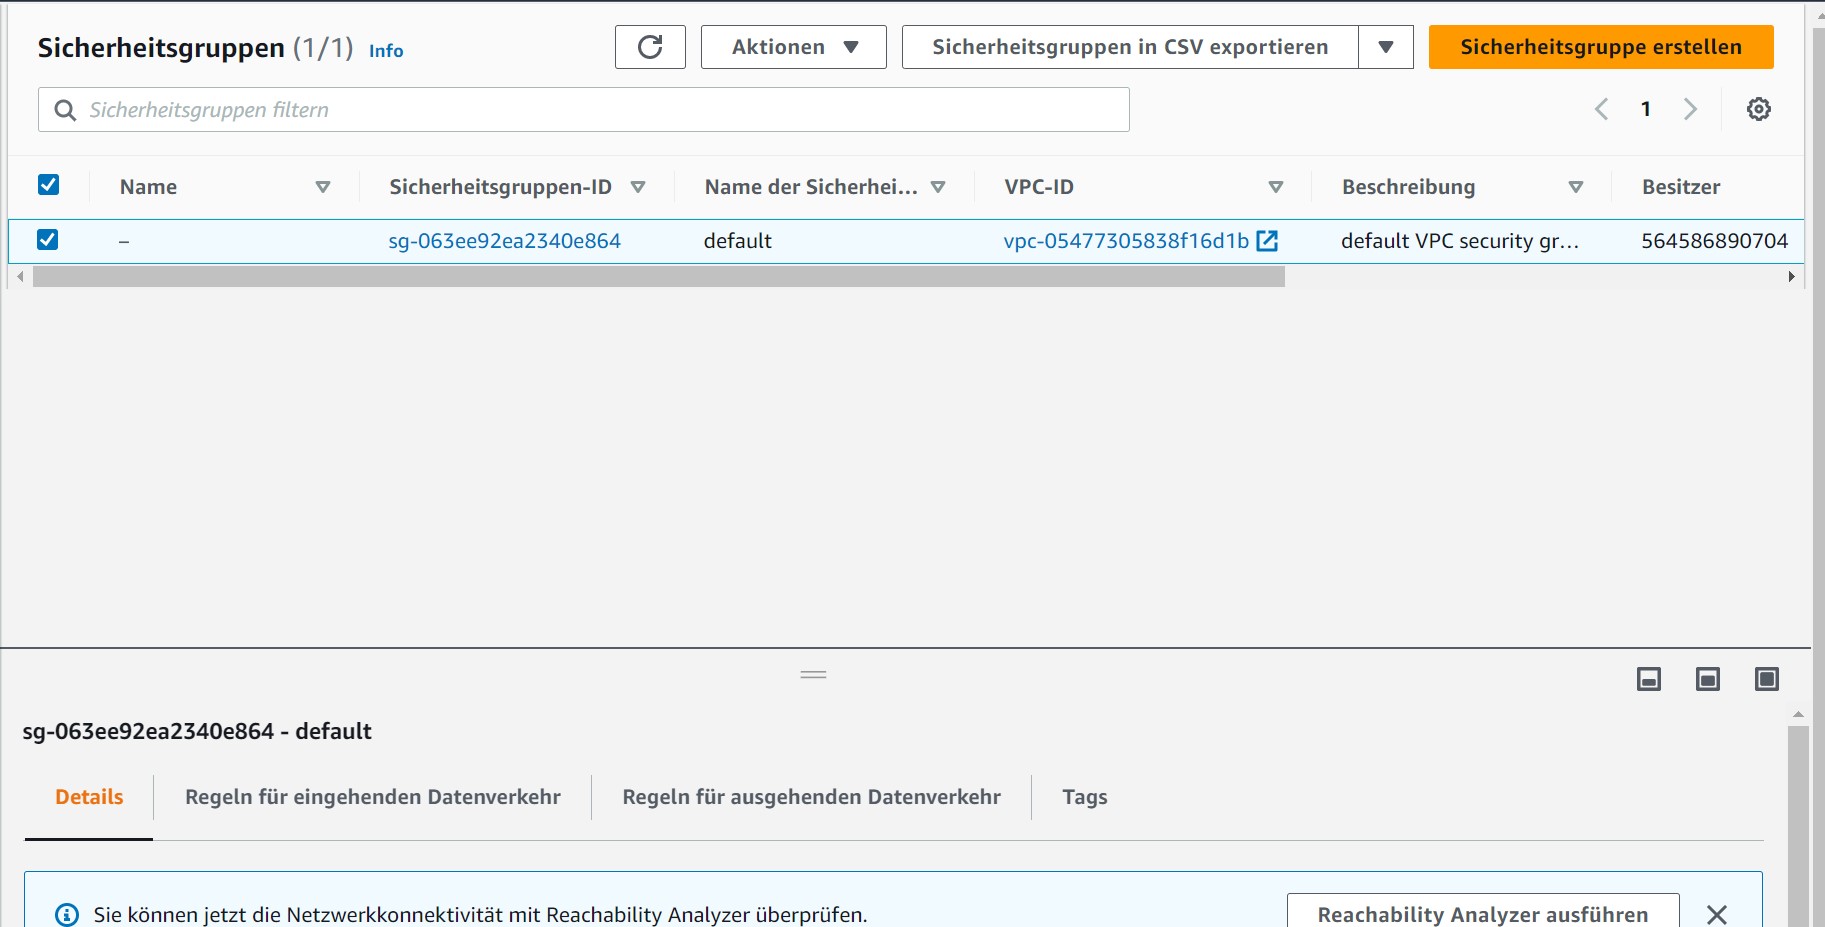 Sicherheitsgruppen (1/1) Info
Aktionen
Sicherheitsgruppen in CSV exportieren
Sicherheitsgruppe erstellen
Sicherheitsgruppen filtern
1
Name Sicherheitsgruppen-ID Name der Sicherhei... VPC-ID Beschreibung Besitzer
– sg-063ee92ea2340e864 default vpc-05477305838f16d1b default VPC security gr... 564586890704
sg-063ee92ea2340e864 - default
Details Regeln für eingehenden Datenverkehr Regeln für ausgehenden Datenverkehr Tags
Sie können jetzt die Netzwerkkonnektivität mit Reachability Analyzer überprüfen.
Reachability Analyzer ausführen